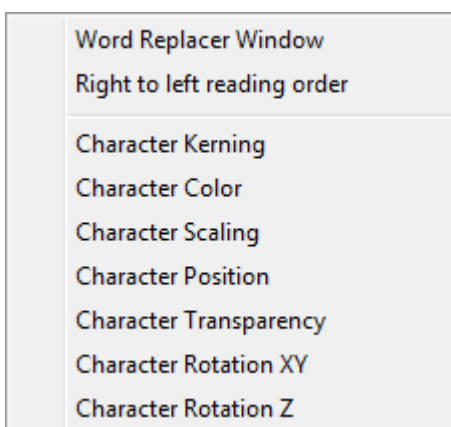 Word Replacer Window
Right to left reading order
Character Kerning
Character Color
Character Scaling
Character Position
Character Transparency
Character Rotation XY
Character Rotation Z